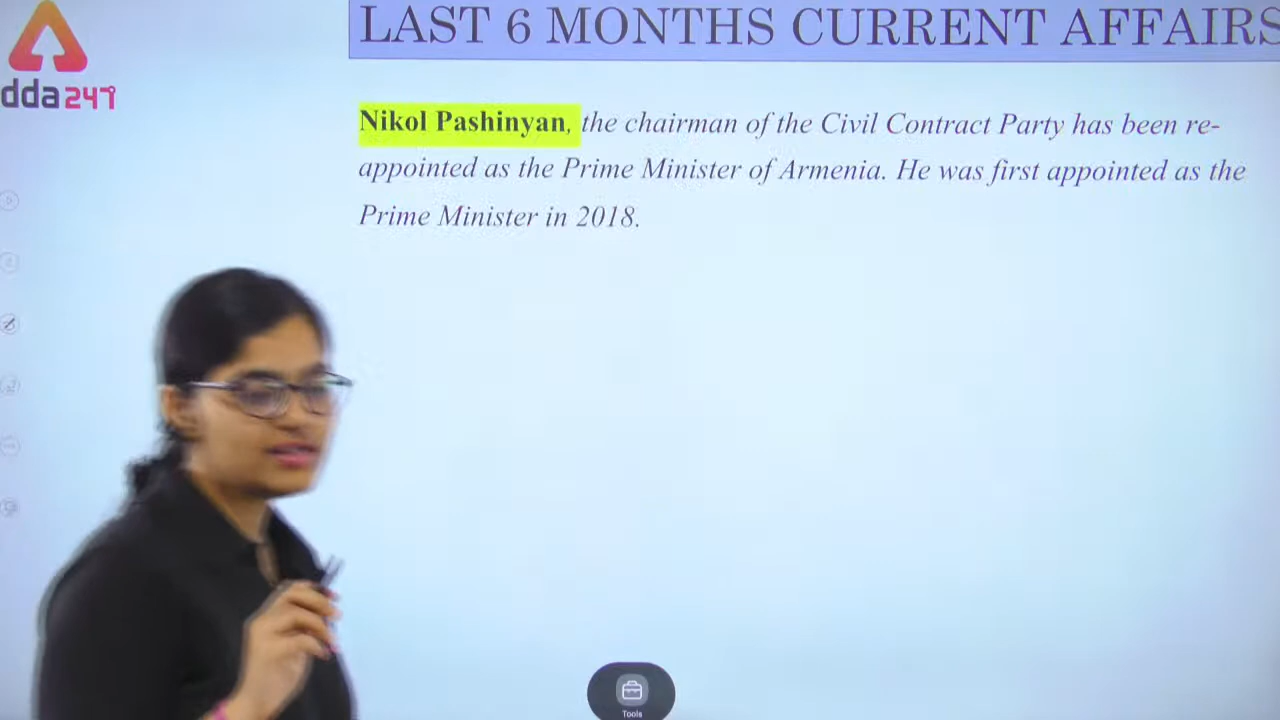 LAST 6 MONTHS CURRENT AFFAIRS
dda247
Nikol Pashinyan, the chairman of the Civil Contract Party has been re-
appointed as the Prime Minister of Armenia. He was first appointed as the
Prime Minister in 2018.
Tools